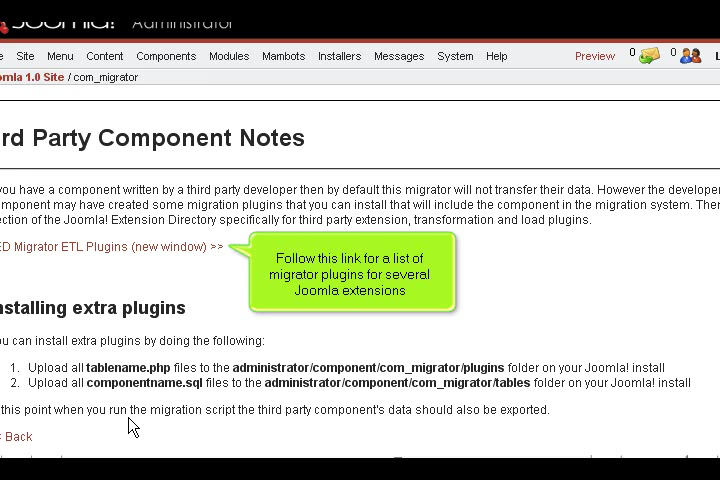 Joomla! Administrator
e Site Menu Content Components Modules Mambots Installers Messages System Help Preview 0 0 L
omla 1.0 Site / com_migrator
ird Party Component Notes
you have a component written by a third party developer then by default this migrator will not transfer their data. However the developer
mponent may have created some migration plugins that you can install that will include the component in the migration system. Ther
ection of the Joomla! Extension Directory specifically for third party extension, transformation and load plugins.
ED Migrator ETL Plugins (new window) >>
Follow this link for a list of
migrator plugins for several
Joomla extensions
nstalling extra plugins
ou can install extra plugins by doing the following:
1. Upload all tablename.php files to the administrator/component/com_migrator/plugins folder on your Joomla! install
2. Upload all componentname.sql files to the administrator/component/com_migrator/tables folder on your Joomla! install
this point when you run the migration script the third party component's data should also be exported.
< Back